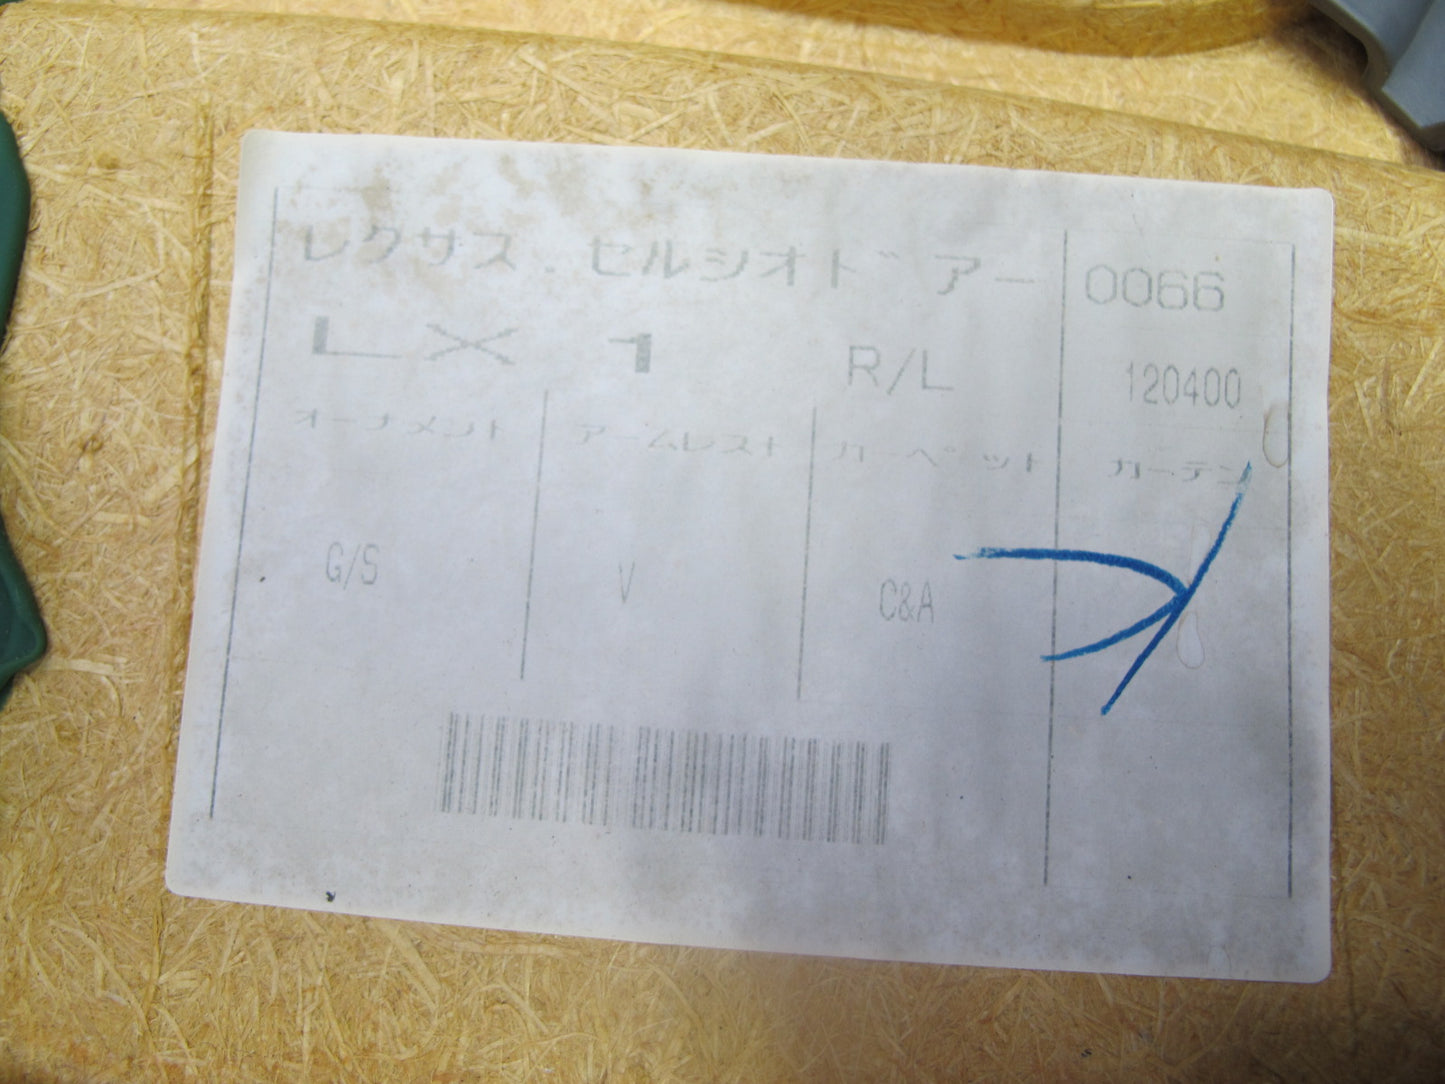 レクサス.セルシオドアー 0066
LX 1 R/L 120400
オーナメント アームレスト カーペット カーテン
G/S V C&A